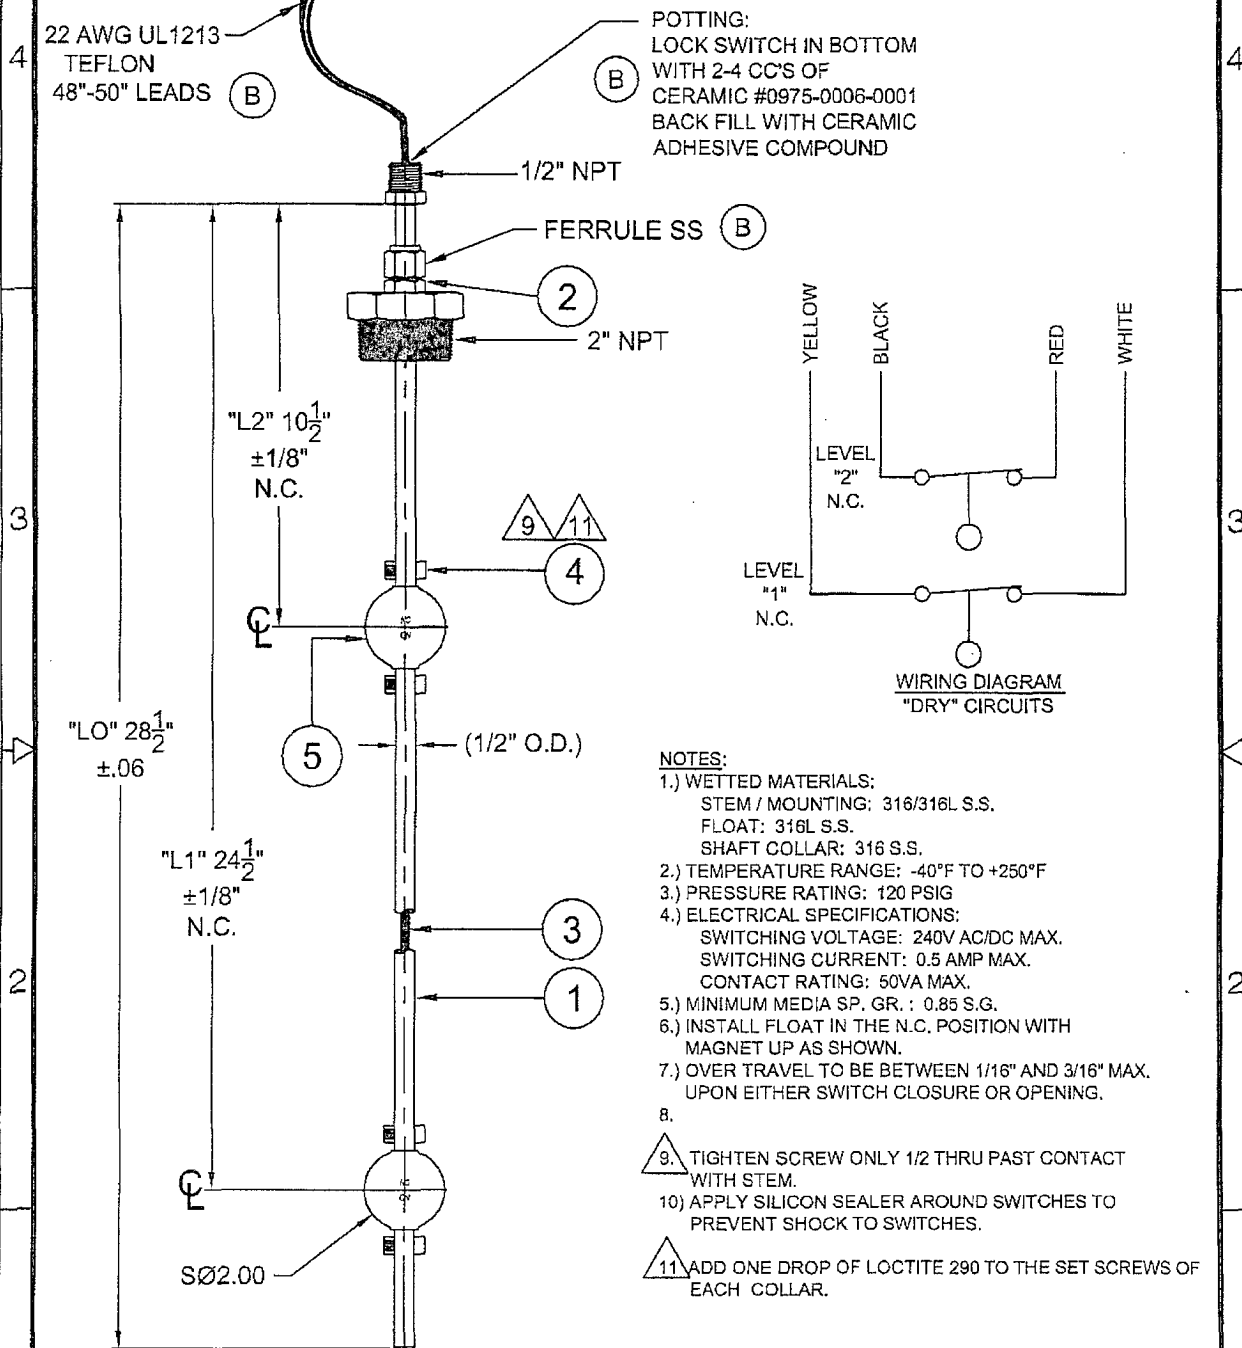 4
4
22 AWG UL1213
TEFLON
48"-50" LEADS
B
POTTING:
LOCK SWITCH IN BOTTOM
WITH 2-4 CC'S OF
CERAMIC #0975-0006-0001
BACK FILL WITH CERAMIC
ADHESIVE COMPOUND
B
1/2" NPT
FERRULE SS
B
2
2" NPT
"L2" 10 1/2"
±1/8"
N.C.
YELLOW
BLACK
RED
WHITE
LEVEL
"2"
N.C.
LEVEL
"1"
N.C.
WIRING DIAGRAM
"DRY" CIRCUITS
3
3
9
11
4
℄
5
(1/2" O.D.)
"LO" 28 1/2"
±.06
"L1" 24 1/2"
±1/8"
N.C.
3
1
2
2
℄
SØ2.00
NOTES:
1.) WETTED MATERIALS:
STEM / MOUNTING: 316/316L S.S.
FLOAT: 316L S.S.
SHAFT COLLAR: 316 S.S.
2.) TEMPERATURE RANGE: -40°F TO +250°F
3.) PRESSURE RATING: 120 PSIG
4.) ELECTRICAL SPECIFICATIONS:
SWITCHING VOLTAGE: 240V AC/DC MAX.
SWITCHING CURRENT: 0.5 AMP MAX.
CONTACT RATING: 50VA MAX.
5.) MINIMUM MEDIA SP. GR. : 0.85 S.G.
6.) INSTALL FLOAT IN THE N.C. POSITION WITH
MAGNET UP AS SHOWN.
7.) OVER TRAVEL TO BE BETWEEN 1/16" AND 3/16" MAX.
UPON EITHER SWITCH CLOSURE OR OPENING.
8.
9. TIGHTEN SCREW ONLY 1/2 THRU PAST CONTACT
WITH STEM.
10) APPLY SILICON SEALER AROUND SWITCHES TO
PREVENT SHOCK TO SWITCHES.
11 ADD ONE DROP OF LOCTITE 290 TO THE SET SCREWS OF
EACH COLLAR.